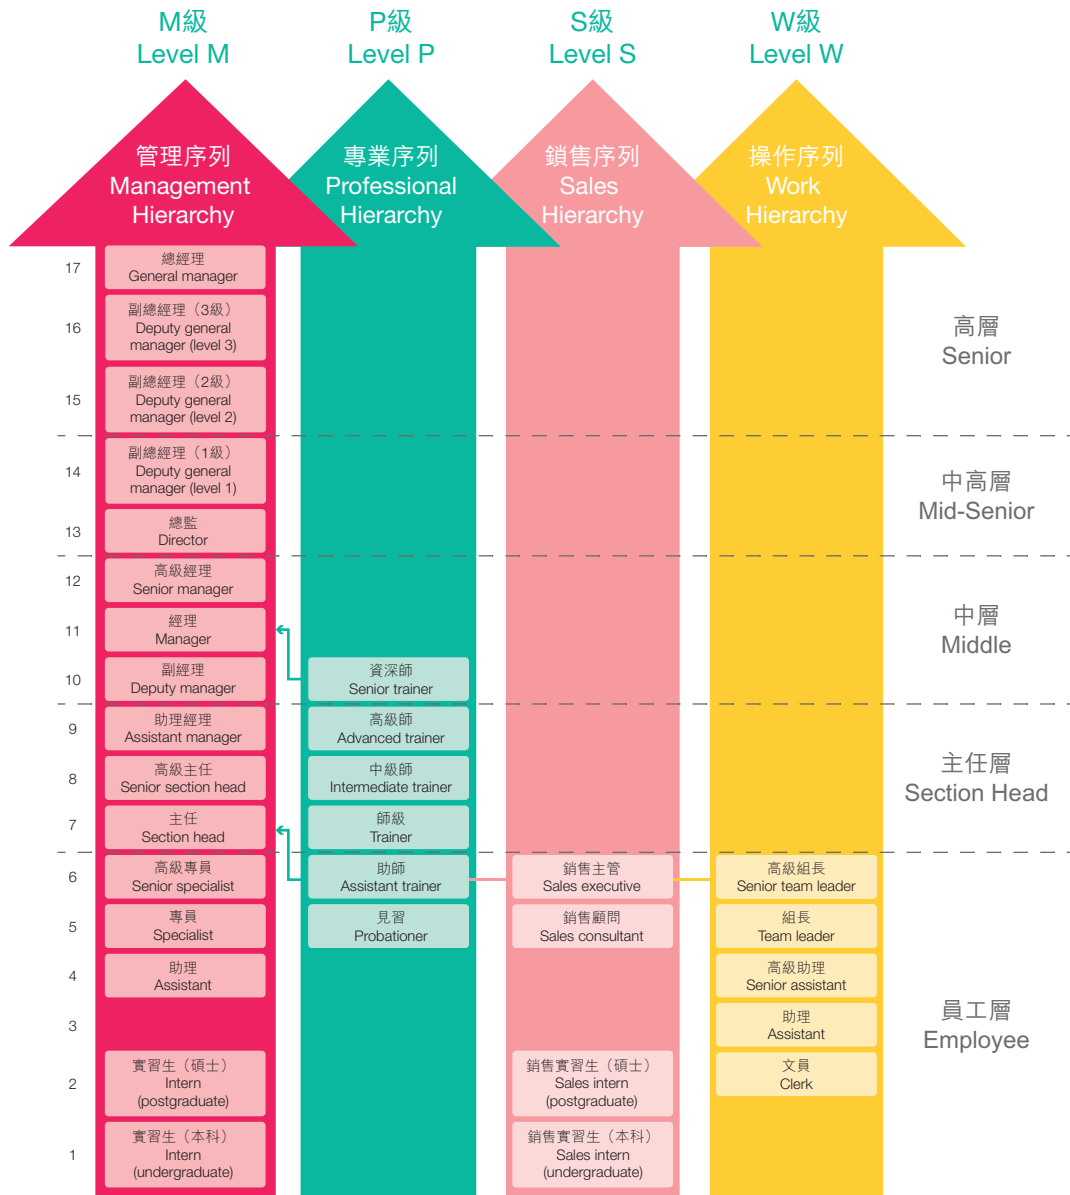 M級
Level M
P級
Level P
S級
Level S
W級
Level W
管理序列
Management
Hierarchy
專業序列
Professional
Hierarchy
鎖售序列
Sales
Hierarchy
操作序列
Work
Hierarchy
17
總經理
General manager
16
副總經理（3級）
Deputy general
manager (level 3)
高層
Senior
15
副總經理（2級）
Deputy general
manager (level 2)
14
副總經理（1級）
Deputy general
manager (level 1)
中高層
Mid-Senior
13
總監
Director
12
高級經理
Senior manager
11
經理
Manager
中層
Middle
10
副經理
Deputy manager
資深師
Senior trainer
9
助理經理
Assistant manager
高級師
Advanced trainer
8
高級主任
Senior section head
中級師
Intermediate trainer
主任層
Section Head
7
主任
Section head
師級
Trainer
6
高級專員
Senior specialist
助師
Assistant trainer
銷售主管
Sales executive
高級組長
Senior team leader
5
專員
Specialist
見習
Probationer
銷售顧問
Sales consultant
組長
Team leader
4
助理
Assistant
高級助理
Senior assistant
3
助理
Assistant
員工層
Employee
2
實習生（碩士）
Intern
(postgraduate)
銷售實習生（碩士）
Sales intern
(postgraduate)
文員
Clerk
1
實習生（本科）
Intern
(undergraduate)
銷售實習生（本科）
Sales intern
(undergraduate)